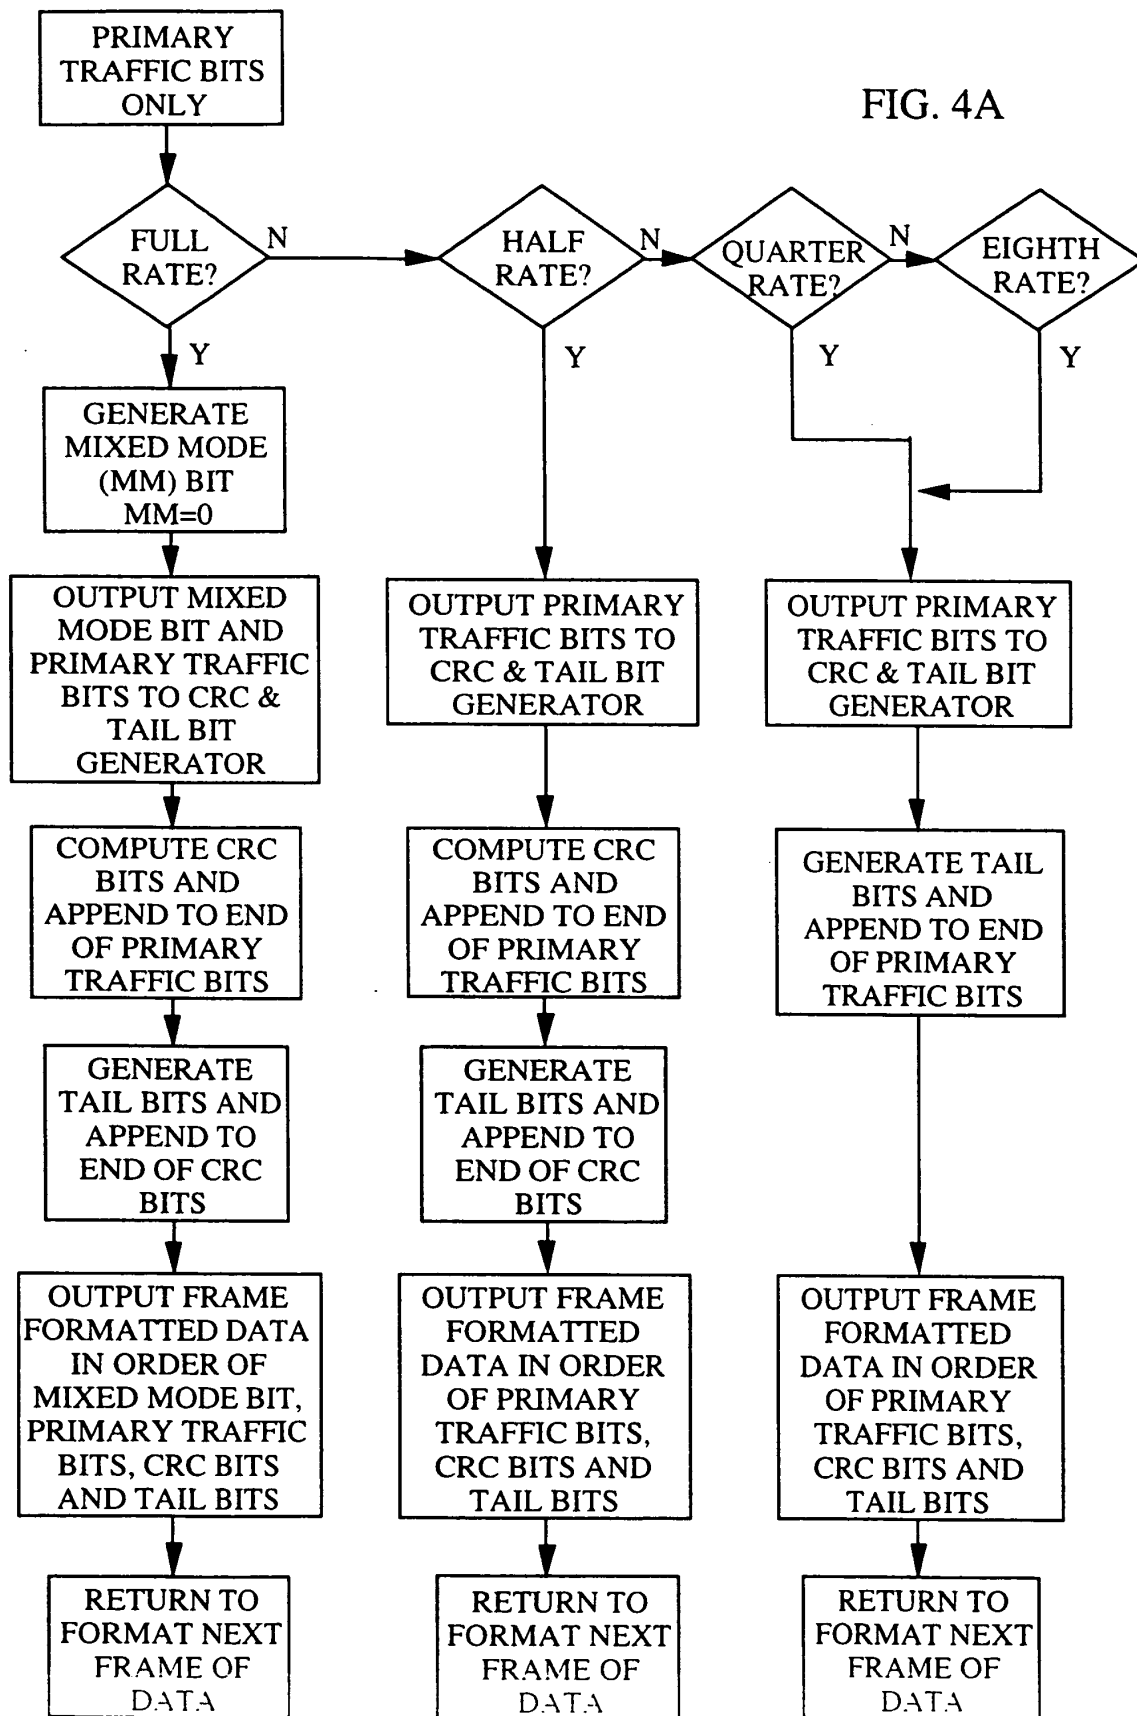 PRIMARY
TRAFFIC BITS
ONLY
FIG. 4A
FULL
RATE?
N
HALF
RATE?
N
QUARTER
RATE?
N
EIGHTH
RATE?
Y
Y
Y
Y
GENERATE
MIXED MODE
(MM) BIT
MM=0
OUTPUT MIXED
MODE BIT AND
PRIMARY TRAFFIC
BITS TO CRC &
TAIL BIT
GENERATOR
COMPUTE CRC
BITS AND
APPEND TO END
OF PRIMARY
TRAFFIC BITS
GENERATE
TAIL BITS AND
APPEND TO
END OF CRC
BITS
OUTPUT FRAME
FORMATTED DATA
IN ORDER OF
MIXED MODE BIT,
PRIMARY TRAFFIC
BITS, CRC BITS
AND TAIL BITS
RETURN TO
FORMAT NEXT
FRAME OF
DATA
OUTPUT PRIMARY
TRAFFIC BITS TO
CRC & TAIL BIT
GENERATOR
COMPUTE CRC
BITS AND
APPEND TO END
OF PRIMARY
TRAFFIC BITS
GENERATE
TAIL BITS AND
APPEND TO
END OF CRC
BITS
OUTPUT FRAME
FORMATTED
DATA IN ORDER
OF PRIMARY
TRAFFIC BITS,
CRC BITS AND
TAIL BITS
RETURN TO
FORMAT NEXT
FRAME OF
DATA
OUTPUT PRIMARY
TRAFFIC BITS TO
CRC & TAIL BIT
GENERATOR
GENERATE TAIL
BITS AND
APPEND TO END
OF PRIMARY
TRAFFIC BITS
OUTPUT FRAME
FORMATTED
DATA IN ORDER
OF PRIMARY
TRAFFIC BITS,
CRC BITS AND
TAIL BITS
RETURN TO
FORMAT NEXT
FRAME OF
DATA